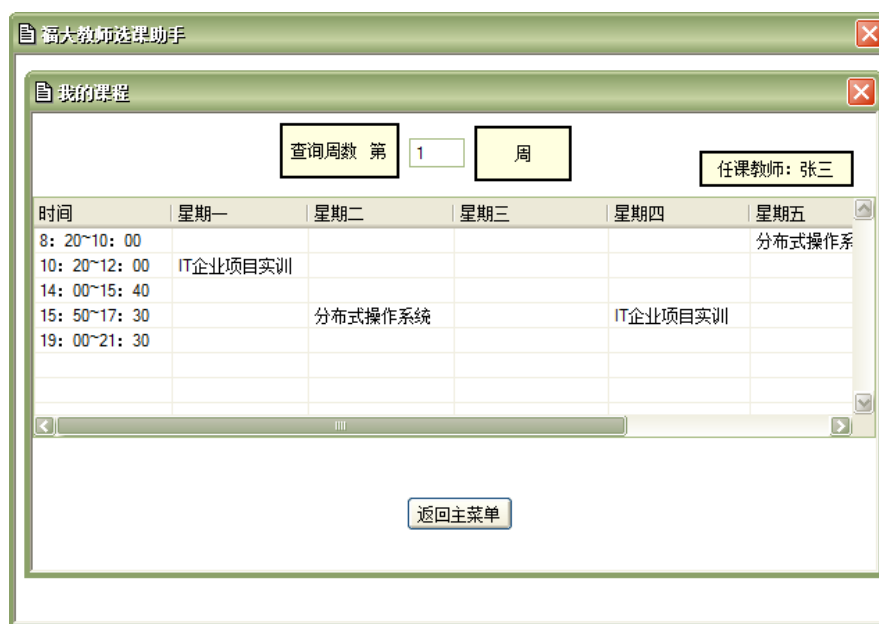 福大教师选课助手
我的课程
查询周数 第 1 周
任课教师：张三
时间 星期一 星期二 星期三 星期四 星期五
8：20~10：00 分布式操作系
10：20~12：00 IT企业项目实训
14：00~15：40
15：50~17：30 分布式操作系统 IT企业项目实训
19：00~21：30
返回主菜单